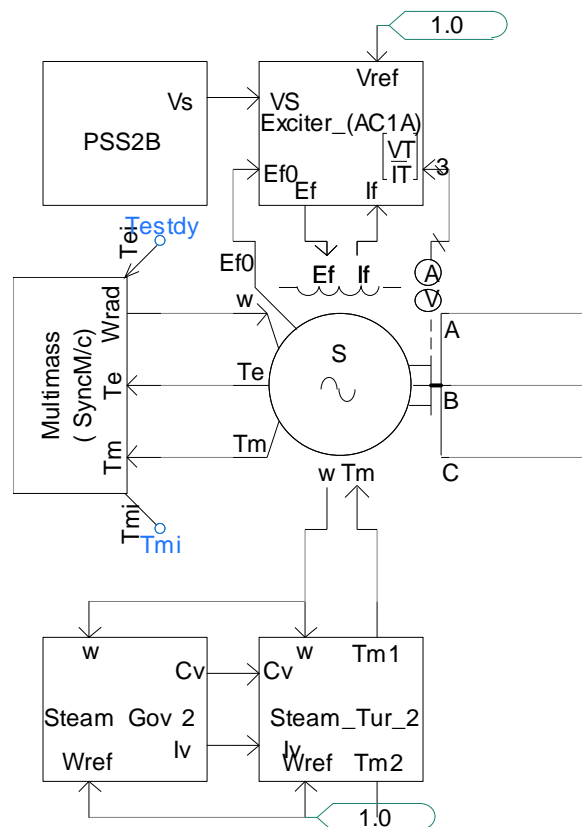 1.0
Vref
Vs
VS
Exciter_(AC1A)
PSS2B
VT
IT
3
Ef0
Ef
If
Testdy
Tei
Ef0
Ef
If
A
V
Wrad
w
A
S
Multimass
( SyncM/c)
Te
Te
B
Tm
Tm
C
w
Tm
Tmi
Tmi
w
w
Tm1
Cv
Cv
Steam Gov 2
Steam_Tur_2
Iv
Iv
Wref
Wref
Tm2
1.0